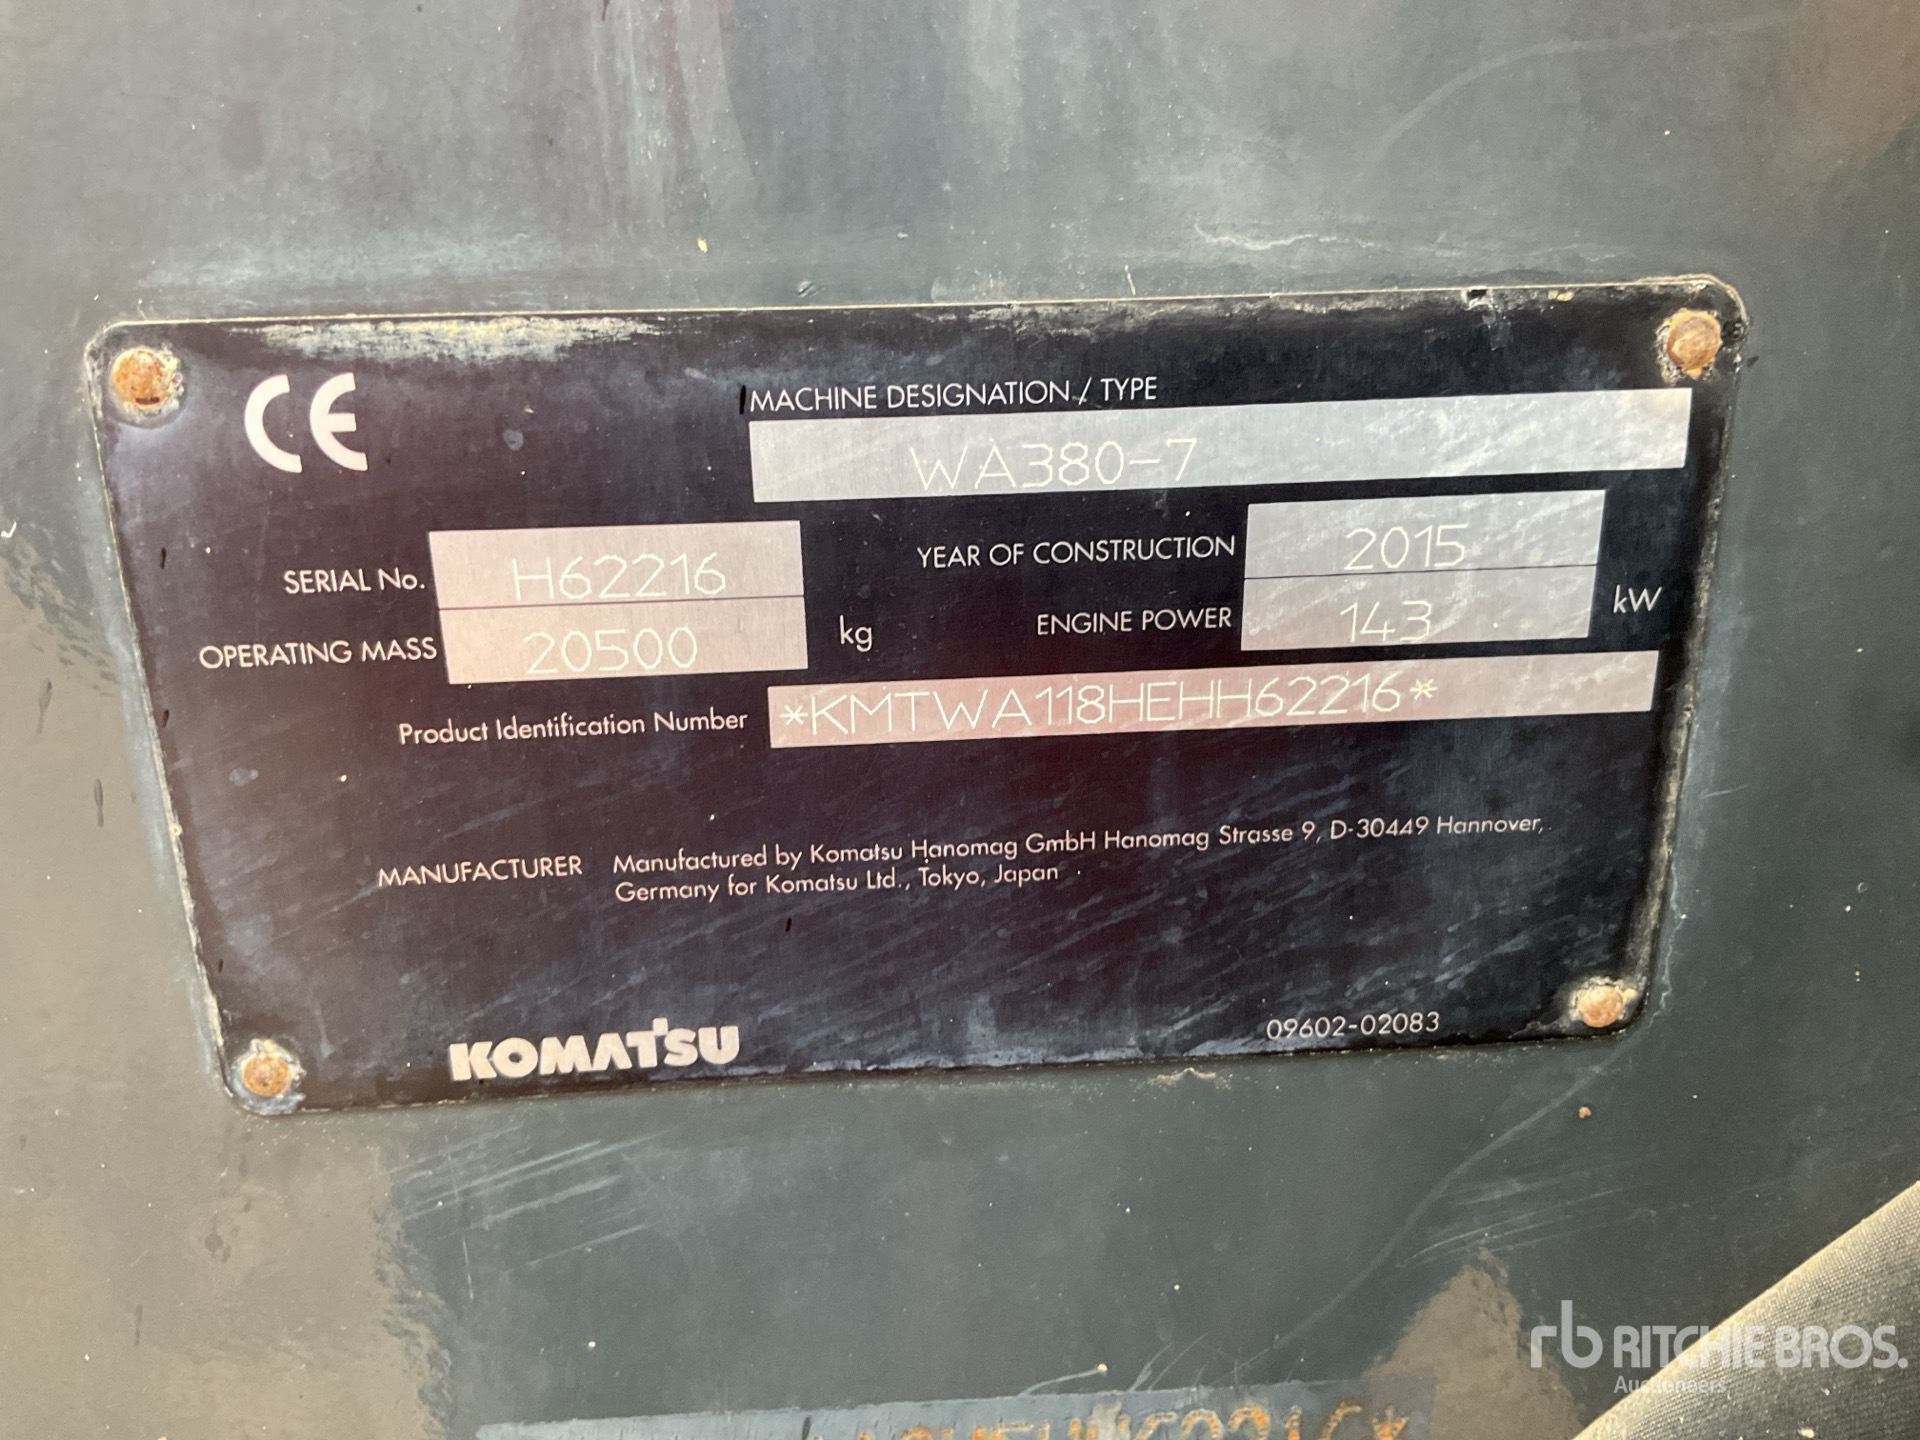 CE
MACHINE DESIGNATION / TYPE
WA380-7
SERIAL No. H62216
YEAR OF CONSTRUCTION 2015
OPERATING MASS 20500 kg
ENGINE POWER 143 kW
Product Identification Number *KMTWA118HEHH62216*
MANUFACTURER Manufactured by Komatsu Hanomag GmbH Hanomag Strasse 9, D-30449 Hannover,
Germany for Komatsu Ltd., Tokyo, Japan
KOMATSU
09602-02083
rb RITCHIE BROS.
Auctioneers